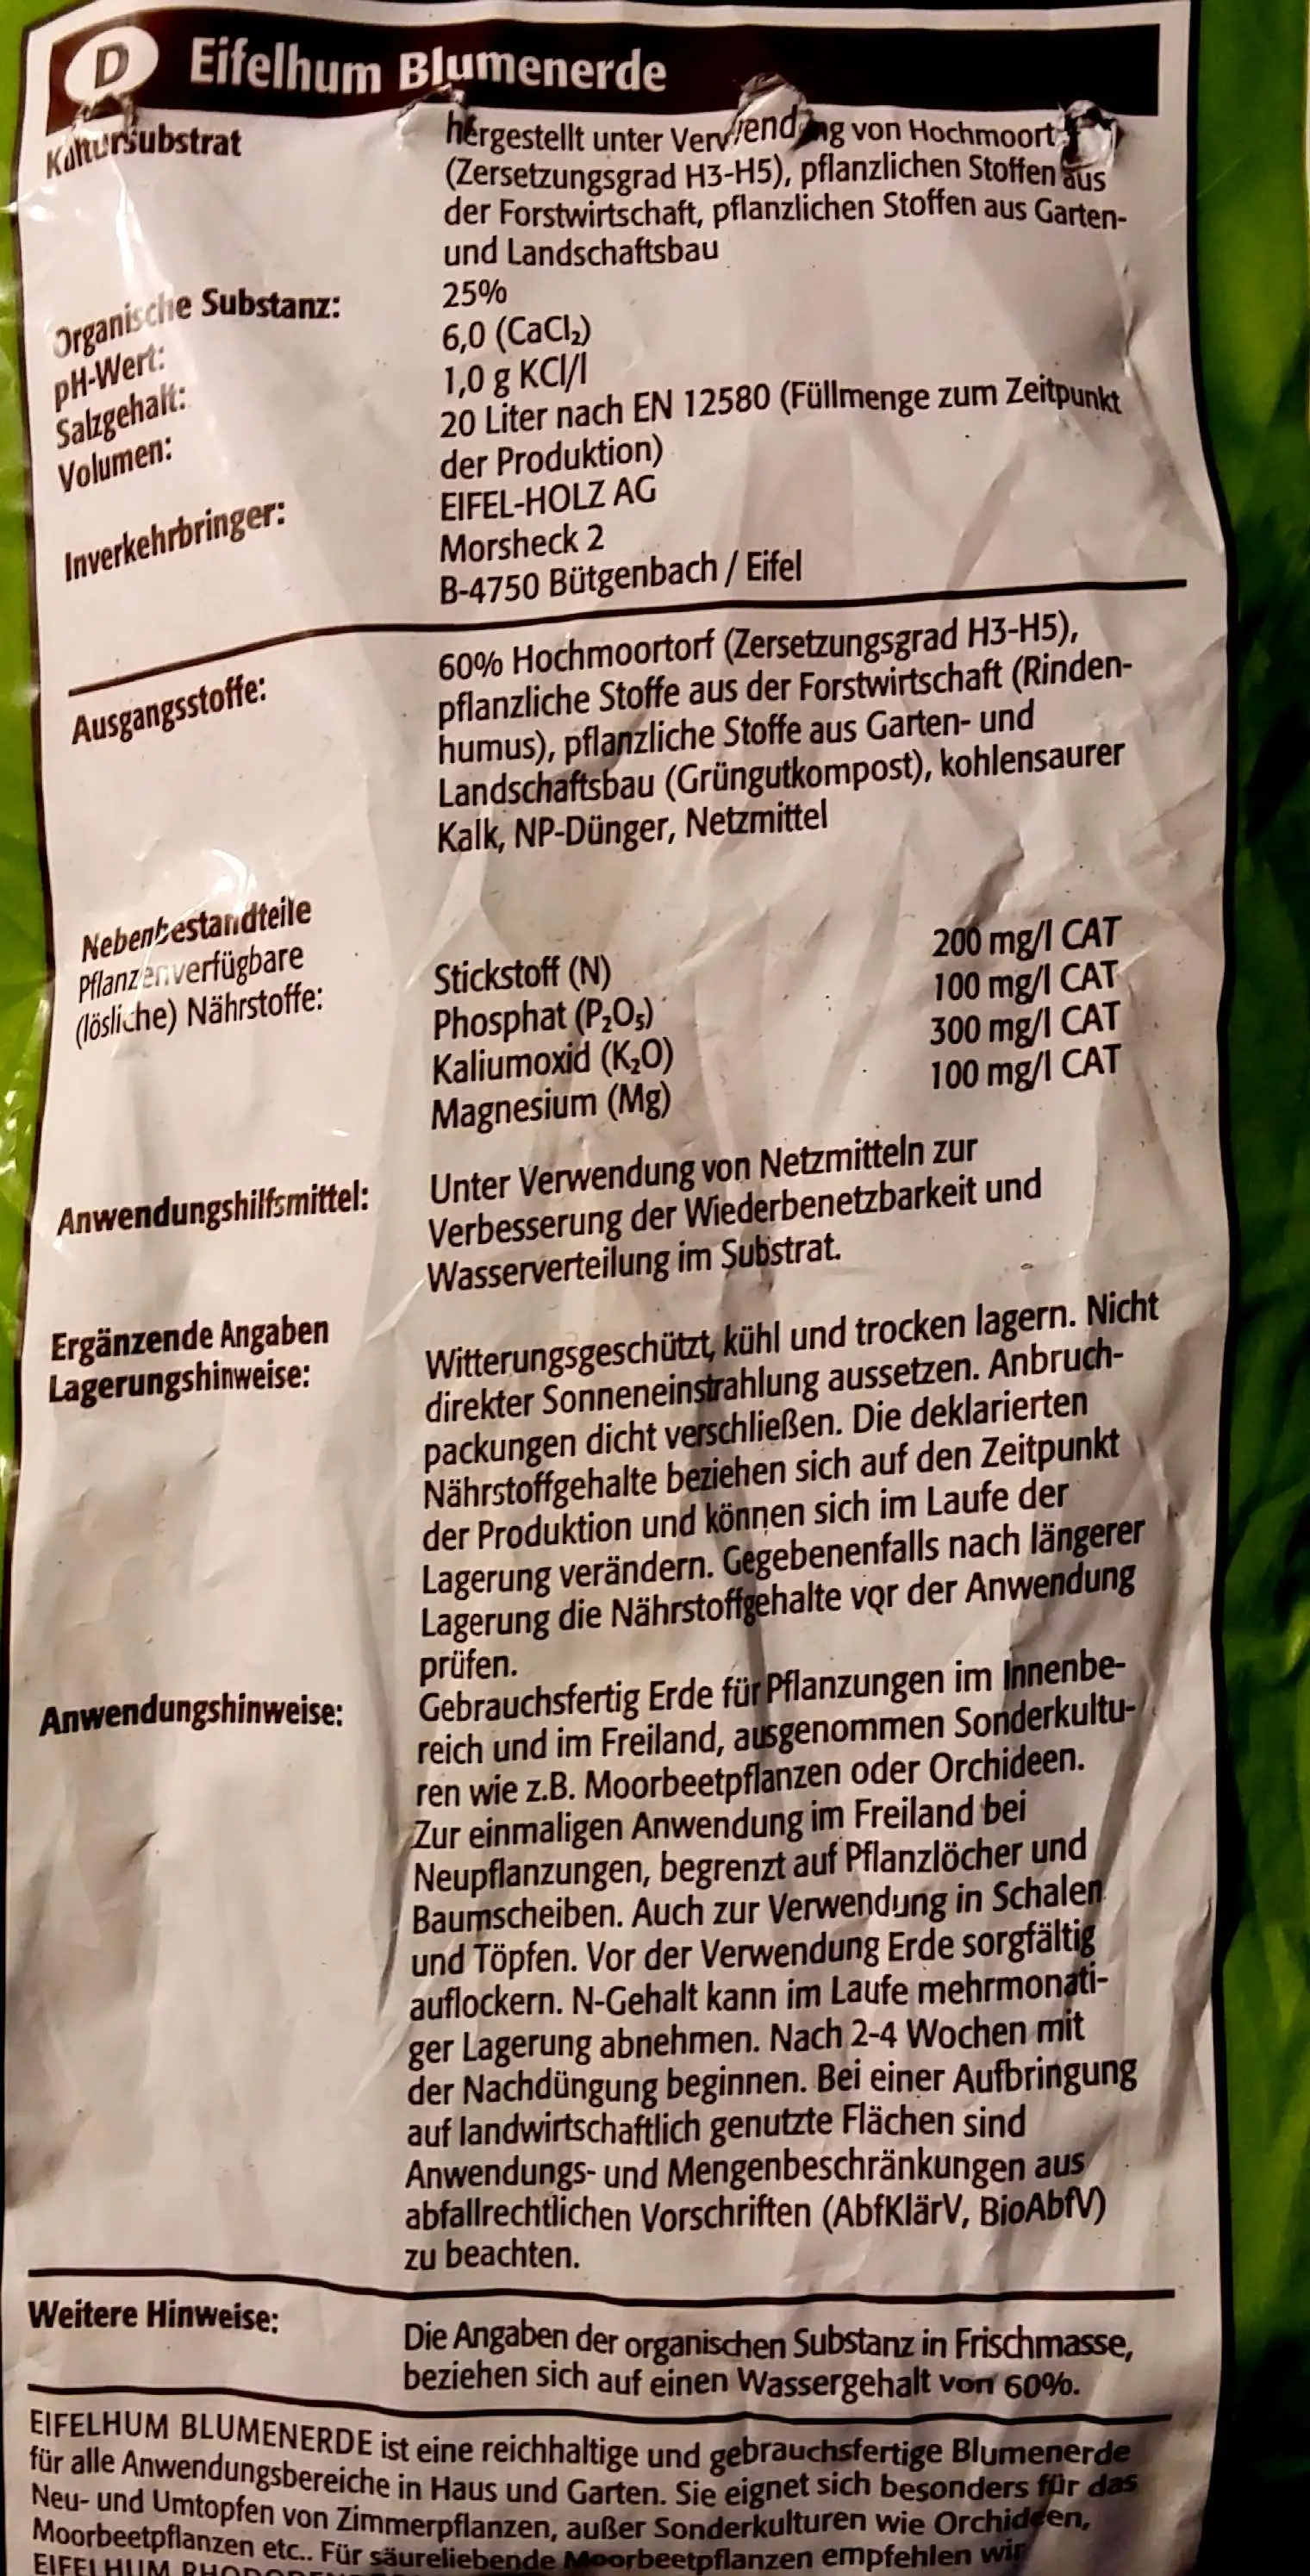 D Eifelhum Blumenerde
Kultursubstrat hergestellt unter Verwendung von Hochmoort
(Zersetzungsgrad H3-H5), pflanzlichen Stoffen aus
der Forstwirtschaft, pflanzlichen Stoffen aus Garten-
und Landschaftsbau
Organische Substanz: 25%
pH-Wert: 6,0 (CaCl₂)
Salzgehalt: 1,0 g KCl/l
Volumen: 20 Liter nach EN 12580 (Füllmenge zum Zeitpunkt
der Produktion)
Inverkehrbringer: EIFEL-HOLZ AG
Morsheck 2
B-4750 Bütgenbach / Eifel
Ausgangsstoffe: 60% Hochmoortorf (Zersetzungsgrad H3-H5),
pflanzliche Stoffe aus der Forstwirtschaft (Rinden-
humus), pflanzliche Stoffe aus Garten- und
Landschaftsbau (Grüngutkompost), kohlensaurer
Kalk, NP-Dünger, Netzmittel
Nebenbestandteile
Pflanzenverfügbare
(lösliche) Nährstoffe:
Stickstoff (N) 200 mg/l CAT
Phosphat (P₂O₅) 100 mg/l CAT
Kaliumoxid (K₂O) 300 mg/l CAT
Magnesium (Mg) 100 mg/l CAT
Anwendungshilfsmittel: Unter Verwendung von Netzmitteln zur
Verbesserung der Wiederbenetzbarkeit und
Wasserverteilung im Substrat.
Ergänzende Angaben
Lagerungshinweise: Witterungsgeschützt, kühl und trocken lagern. Nicht
direkter Sonneneinstrahlung aussetzen. Anbruch-
packungen dicht verschließen. Die deklarierten
Nährstoffgehalte beziehen sich auf den Zeitpunkt
der Produktion und können sich im Laufe der
Lagerung verändern. Gegebenenfalls nach längerer
Lagerung die Nährstoffgehalte vor der Anwendung
prüfen.
Anwendungshinweise: Gebrauchsfertig Erde für Pflanzungen im Innenbe-
reich und im Freiland, ausgenommen Sonderkultu-
ren wie z.B. Moorbeetpflanzen oder Orchideen.
Zur einmaligen Anwendung im Freiland bei
Neupflanzungen, begrenzt auf Pflanzlöcher und
Baumscheiben. Auch zur Verwendung in Schalen
und Töpfen. Vor der Verwendung Erde sorgfältig
auflockern. N-Gehalt kann im Laufe mehrmonati-
ger Lagerung abnehmen. Nach 2-4 Wochen mit
der Nachdüngung beginnen. Bei einer Aufbringung
auf landwirtschaftlich genutzte Flächen sind
Anwendungs- und Mengenbeschränkungen aus
abfallrechtlichen Vorschriften (AbfKlärV, BioAbfV)
zu beachten.
Weitere Hinweise: Die Angaben der organischen Substanz in Frischmasse,
beziehen sich auf einen Wassergehalt von 60%.
EIFELHUM BLUMENERDE ist eine reichhaltige und gebrauchsfertige Blumenerde
für alle Anwendungsbereiche in Haus und Garten. Sie eignet sich besonders für das
Neu- und Umtopfen von Zimmerpflanzen, außer Sonderkulturen wie Orchideen,
Moorbeetpflanzen etc.. Für säureliebende Moorbeetpflanzen empfehlen wir
EIFELHUM